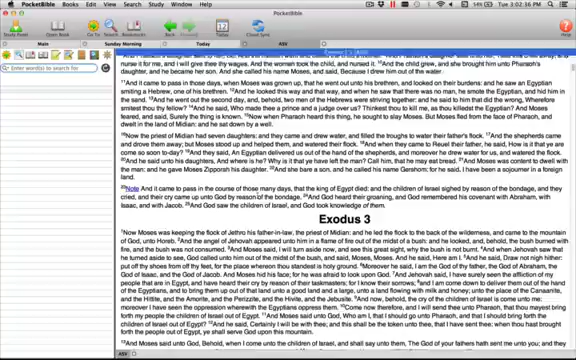 PocketBible File Edit View Study Window Help Tue 3:02:36 PM
PocketBible
Study Panel Open Book Go To Search Bookmarks Back Forward Today Cloud Sync Help
Main Sunday Morning Today ASV
Enter word(s) to search for
nurse it for me, and I will give thee thy wages. And the woman took the child, and nursed it. And the child grew, and she brought him unto Pharaoh's
daughter, and he became her son. And she called his name Moses, and said, Because I drew him out of the water
11And it came to pass in those days, when Moses was grown up, that he went out unto his brethren, and looked on their burdens: and he saw an Egyptian
smiting a Hebrew, one of his brethren. 12And he looked this way and that way, and when he saw that there was no man, he smote the Egyptian, and hid him in
the sand. 13And he went out the second day, and, behold, two men of the Hebrews were striving together: and he said to him that did the wrong, Wherefore
smitest thou thy fellow? 14And he said, Who made thee a prince and a judge over us? Thinkest thou to kill me, as thou killedst the Egyptian? And Moses
feared, and said, Surely the thing is known. 15Now when Pharaoh heard this thing, he sought to slay Moses. But Moses fled from the face of Pharaoh, and
dwelt in the land of Midian: and he sat down by a well.
16Now the priest of Midian had seven daughters: and they came and drew water, and filled the troughs to water their father's flock. 17And the shepherds came
and drove them away; but Moses stood up and helped them, and watered their flock. 18And when they came to Reuel their father, he said, How is it that ye are
come so soon to-day? 19And they said, An Egyptian delivered us out of the hand of the shepherds, and moreover he drew water for us, and watered the flock.
20And he said unto his daughters, And where is he? Why is it that ye have left the man? Call him, that he may eat bread. 21And Moses was content to dwell
with the man: and he gave Moses Zipporah his daughter. 22And she bare a son, and he called his name Gershom; for he said, I have been a sojourner in a foreign
land.
23Note And it came to pass in the course of those many days, that the king of Egypt died: and the children of Israel sighed by reason of the bondage, and they
cried, and their cry came up unto God by reason of the bondage. 24And God heard their groaning, and God remembered his covenant with Abraham, with
Isaac, and with Jacob. 25And God saw the children of Israel, and God took knowledge of them.
Exodus 3
1Now Moses was keeping the flock of Jethro his father-in-law, the priest of Midian: and he led the flock to the back of the wilderness, and came to the mountain
of God, unto Horeb. 2And the angel of Jehovah appeared unto him in a flame of fire out of the midst of a bush: and he looked, and, behold, the bush burned with
fire, and the bush was not consumed. 3And Moses said, I will turn aside now, and see this great sight, why the bush is not burnt. 4And when Jehovah saw that
he turned aside to see, God called unto him out of the midst of the bush, and said, Moses, Moses. And he said, Here am I. 5And he said, Draw not nigh hither:
put off thy shoes from off thy feet, for the place whereon thou standest is holy ground. 6Moreover he said, I am the God of thy father, the God of Abraham, the
God of Isaac, and the God of Jacob. And Moses hid his face; for he was afraid to look upon God. 7And Jehovah said, I have surely seen the affliction of my
people that are in Egypt, and have heard their cry by reason of their taskmasters; for I know their sorrows; 8and I am come down to deliver them out of the hand
of the Egyptians, and to bring them up out of that land unto a good land and a large, unto a land flowing with milk and honey; unto the place of the Canaanite,
and the Hittite, and the Amorite, and the Perizzite, and the Hivite, and the Jebusite. 9And now, behold, the cry of the children of Israel is come unto me:
moreover I have seen the oppression wherewith the Egyptians oppress them. 10Come now therefore, and I will send thee unto Pharaoh, that thou mayest bring
forth my people the children of Israel out of Egypt. 11And Moses said unto God, Who am I, that I should go unto Pharaoh, and that I should bring forth the
children of Israel out of Egypt? 12And he said, Certainly I will be with thee; and this shall be the token unto thee, that I have sent thee: when thou hast brought
forth the people out of Egypt, ye shall serve God upon this mountain.
13And Moses said unto God, Behold, when I come unto the children of Israel, and shall say unto them, The God of your fathers hath sent me unto you; and they
ASV